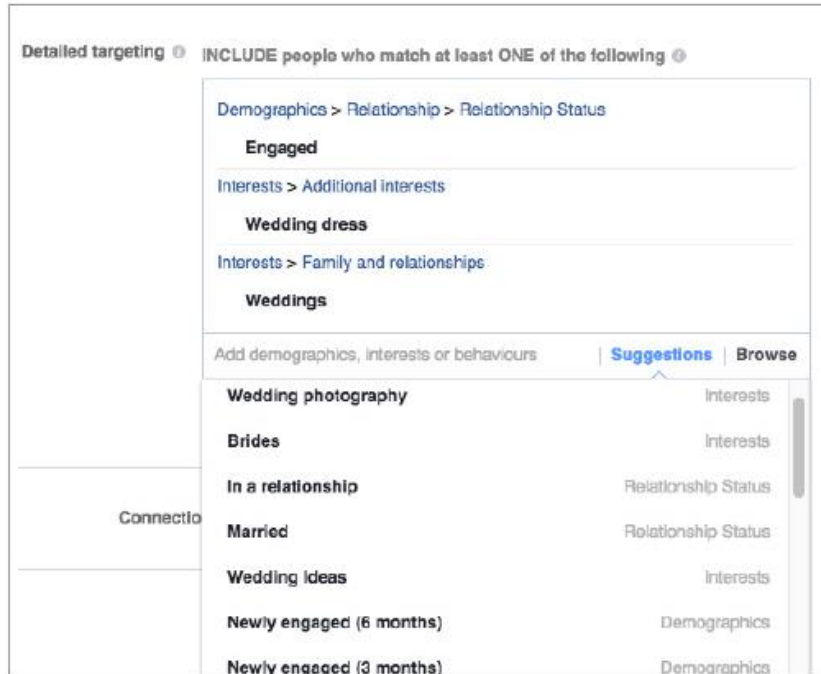 Detailed targeting
INCLUDE people who match at least ONE of the following
Demographics > Relationship > Relationship Status
Engaged
Interests > Additional interests
Wedding dress
Interests > Family and relationships
Weddings
Add demographics, interests or behaviours | Suggestions | Browse
Wedding photography Interests
Brides Interests
In a relationship Relationship Status
Connectio
Married Relationship Status
Wedding ideas Interests
Newly engaged (6 months) Demographics
Newly engaged (3 months) Demographics